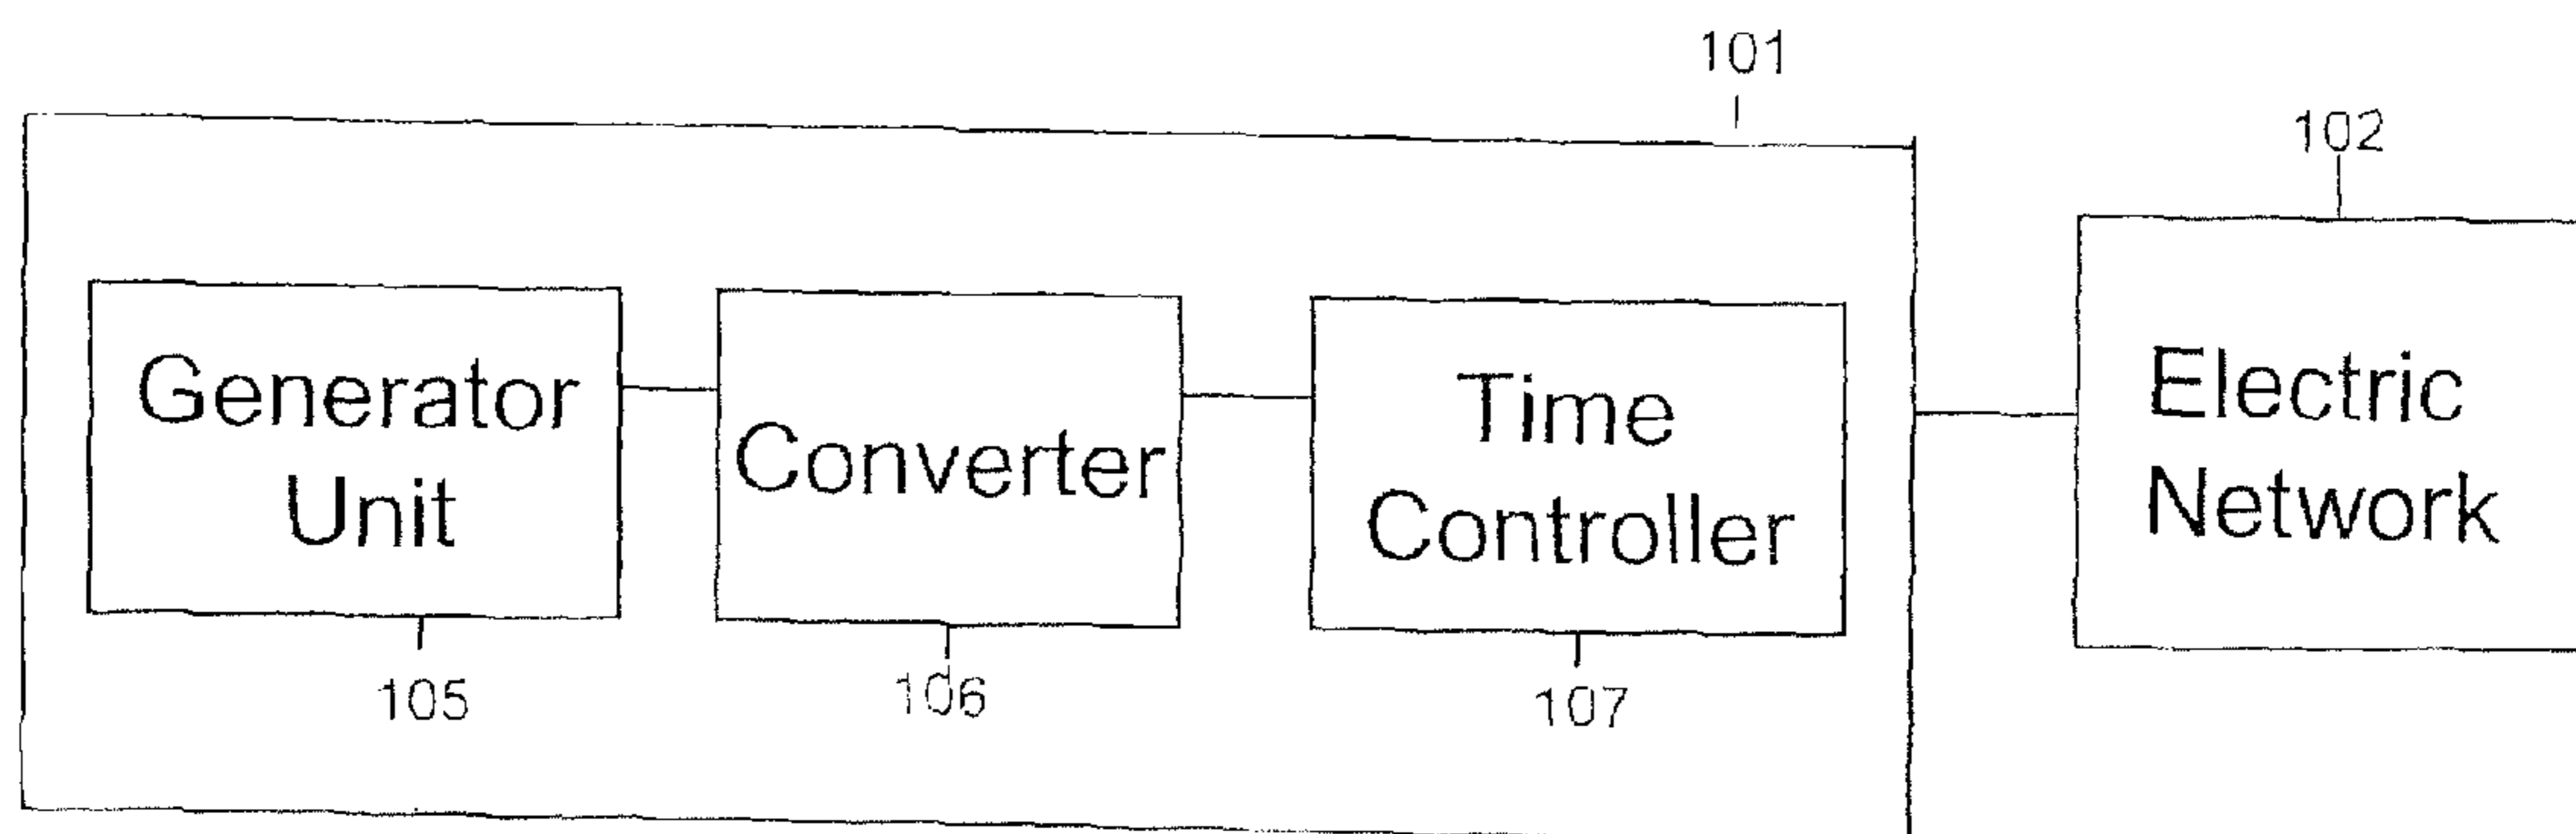 101
102
Generator
Unit
Converter
Time
Controller
Electric
Network
105
106
107